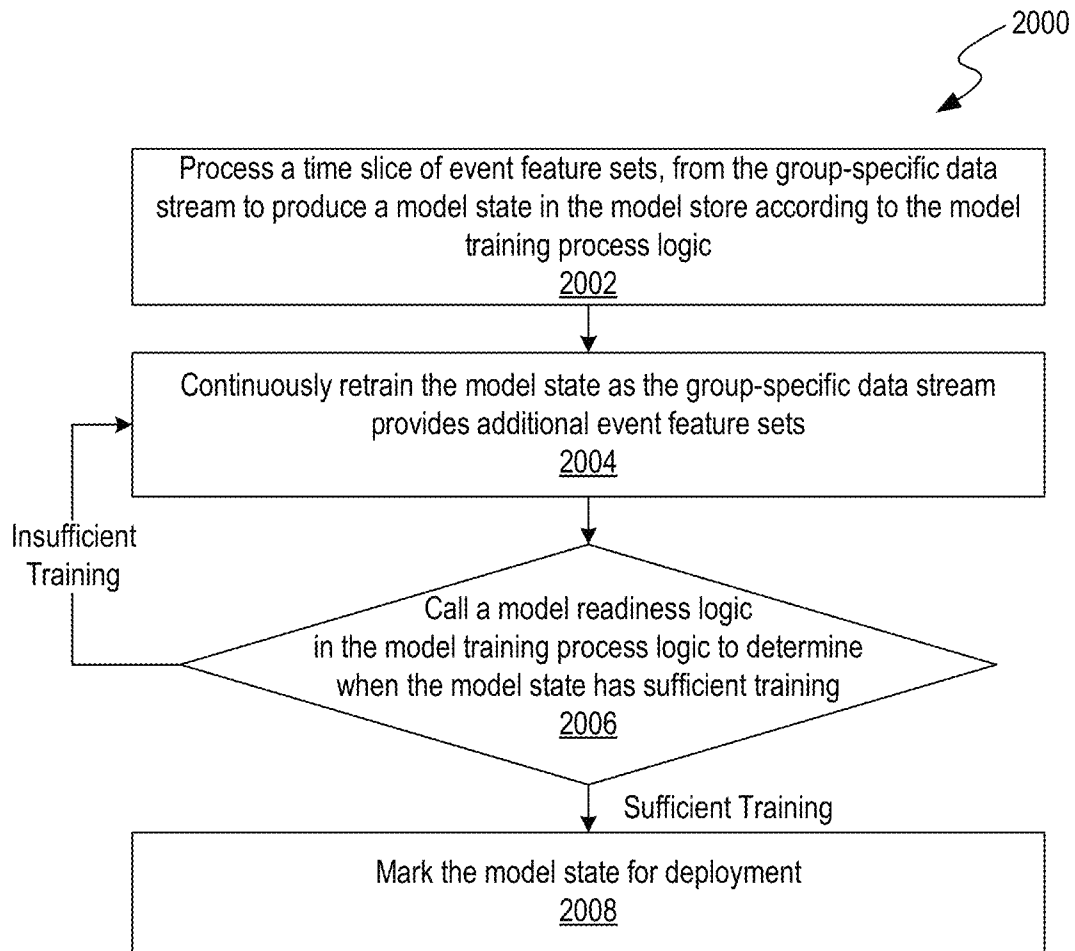 2000
Process a time slice of event feature sets, from the group-specific data
stream to produce a model state in the model store according to the model
training process logic
2002
Continuously retrain the model state as the group-specific data stream
provides additional event feature sets
2004
Insufficient
Training
Call a model readiness logic
in the model training process logic to determine
when the model state has sufficient training
2006
Sufficient Training
Mark the model state for deployment
2008